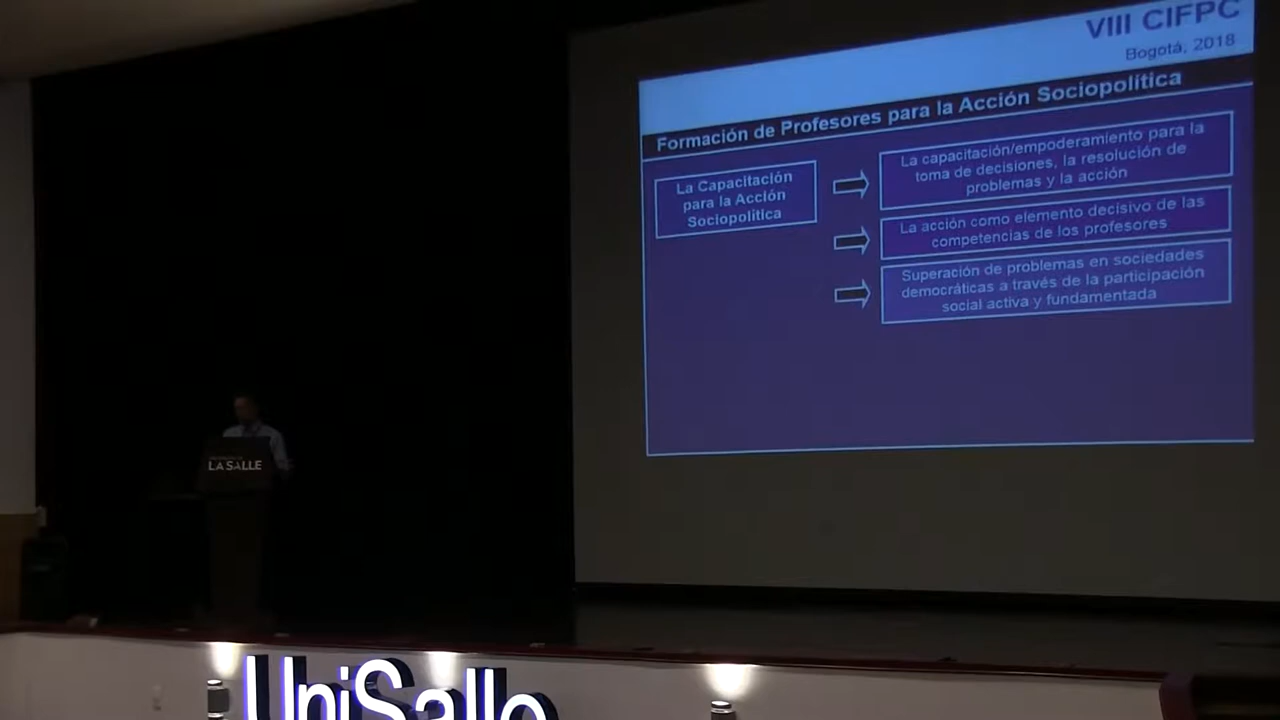 VIII CIFPC
Bogotá, 2018
Formación de Profesores para la Acción Sociopolítica
La Capacitación
para la Acción
Sociopolítica
La capacitación/empoderamiento para la
toma de decisiones, la resolución de
problemas y la acción
La acción como elemento decisivo de las
competencias de los profesores
Superación de problemas en sociedades
democráticas a través de la participación
social activa y fundamentada
LA SALLE
UniSalle